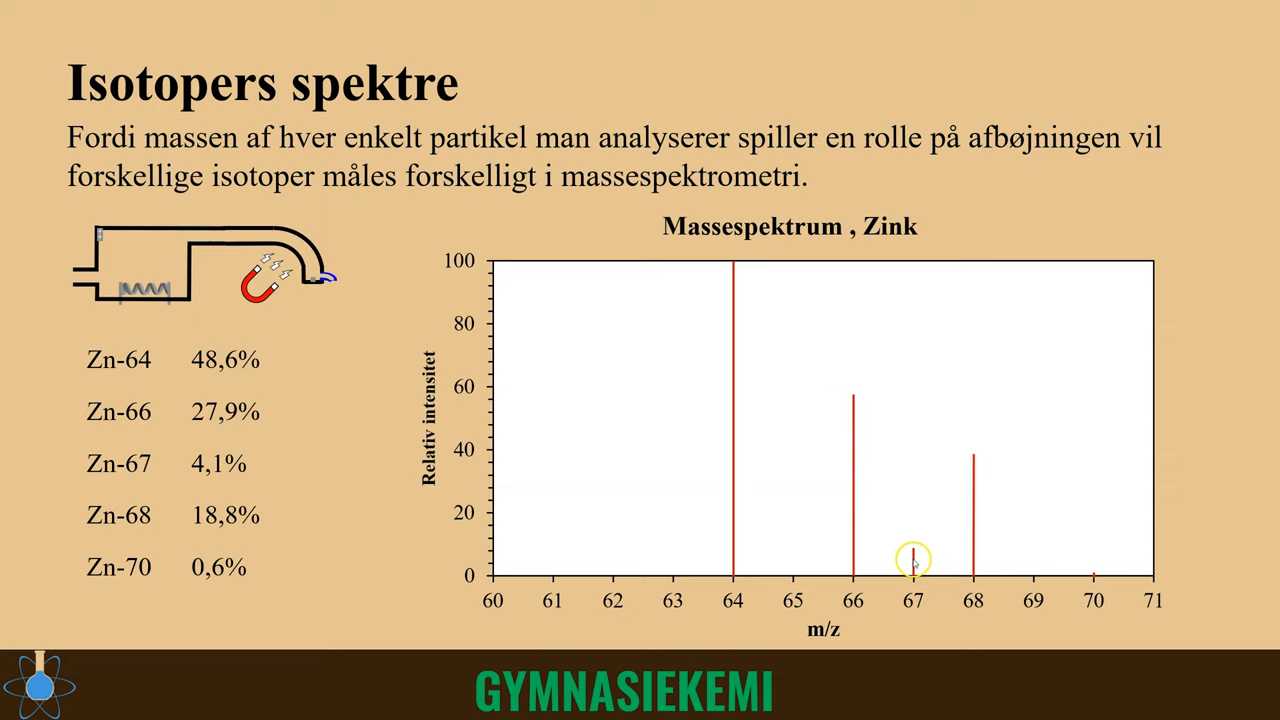 Isotopers spektre
Fordi massen af hver enkelt partikel man analyserer spiller en rolle på afbøjningen vil
forskellige isotoper måles forskelligt i massespektrometri.
Zn-64 48,6%
Zn-66 27,9%
Zn-67 4,1%
Zn-68 18,8%
Zn-70 0,6%
Massespektrum , Zink
Relativ intensitet
100
80
60
40
20
0
60 61 62 63 64 65 66 67 68 69 70 71
m/z
GYMNASIEKEMI